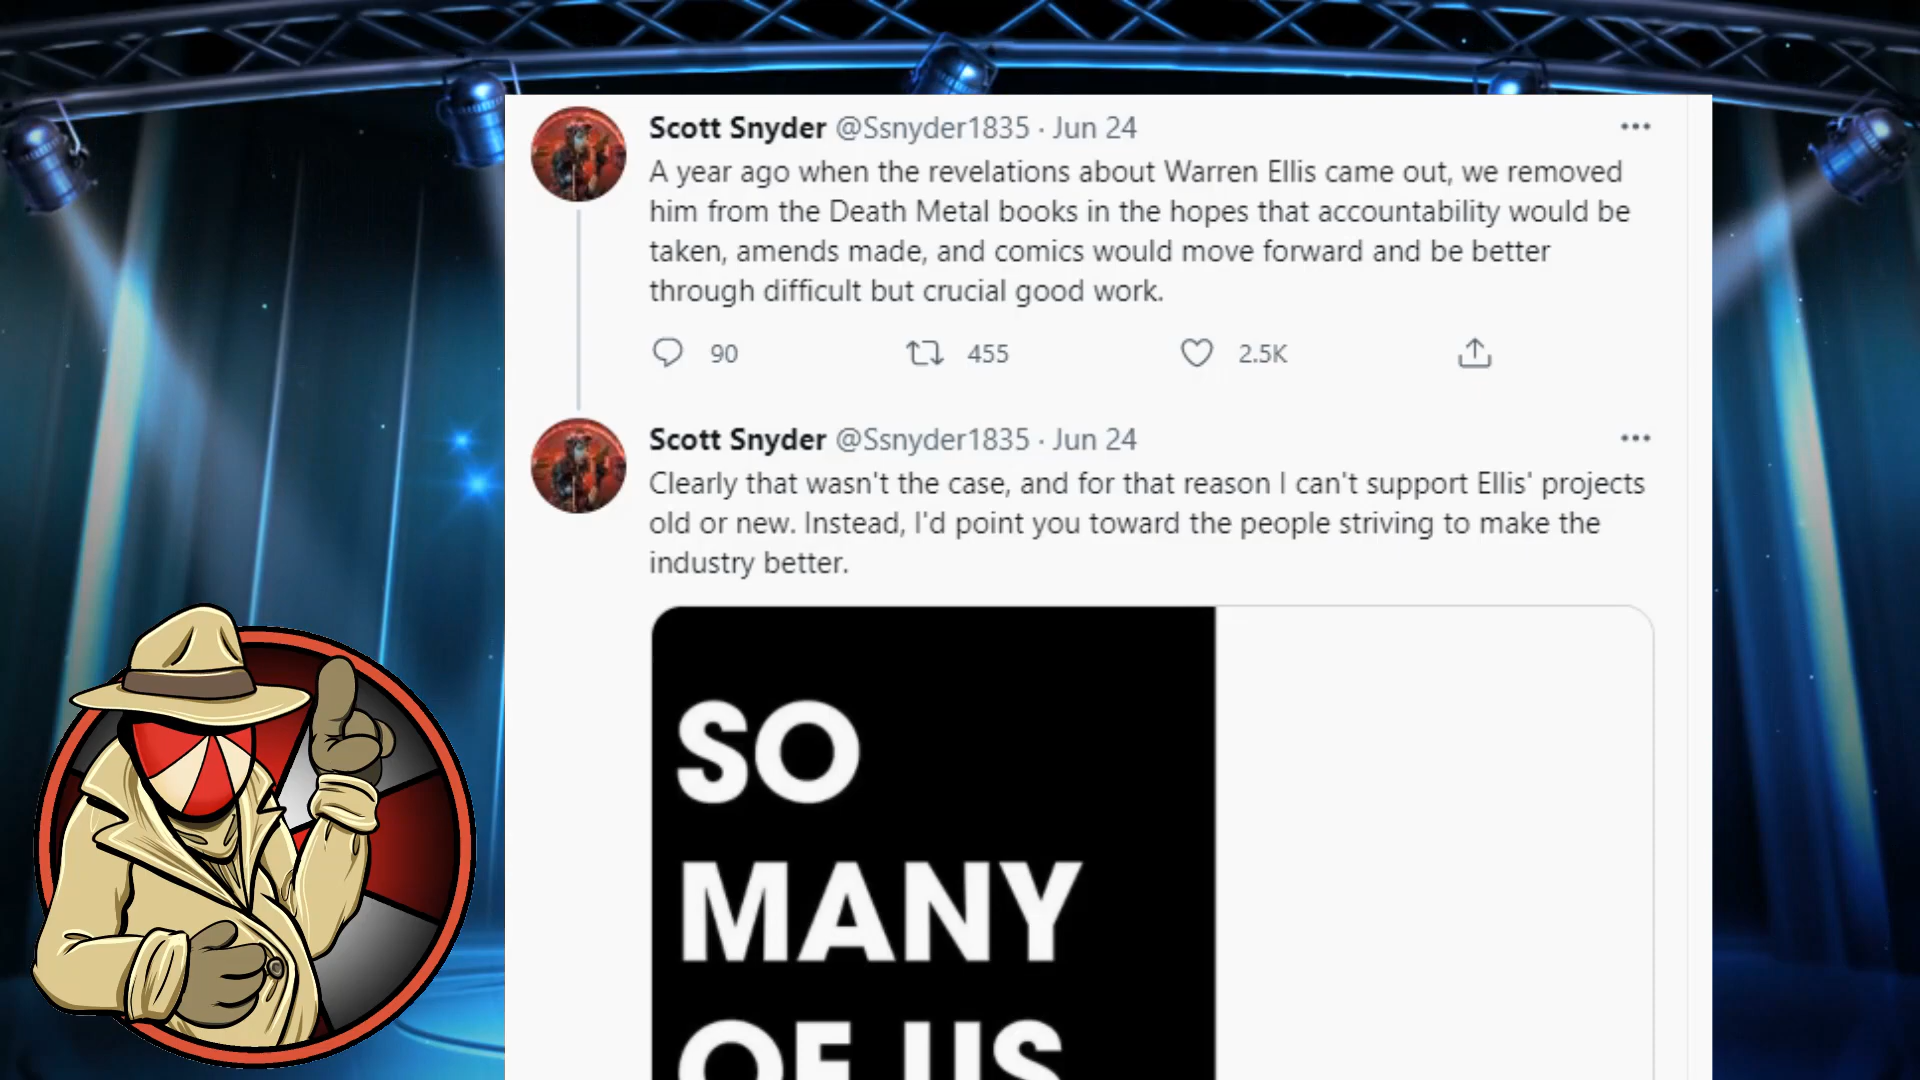 Scott Snyder @Ssnyder1835 · Jun 24
A year ago when the revelations about Warren Ellis came out, we removed
him from the Death Metal books in the hopes that accountability would be
taken, amends made, and comics would move forward and be better
through difficult but crucial good work.
90 455 2.5K
Scott Snyder @Ssnyder1835 · Jun 24
Clearly that wasn't the case, and for that reason I can't support Ellis' projects
old or new. Instead, I'd point you toward the people striving to make the
industry better.
SO
MANY
OF US